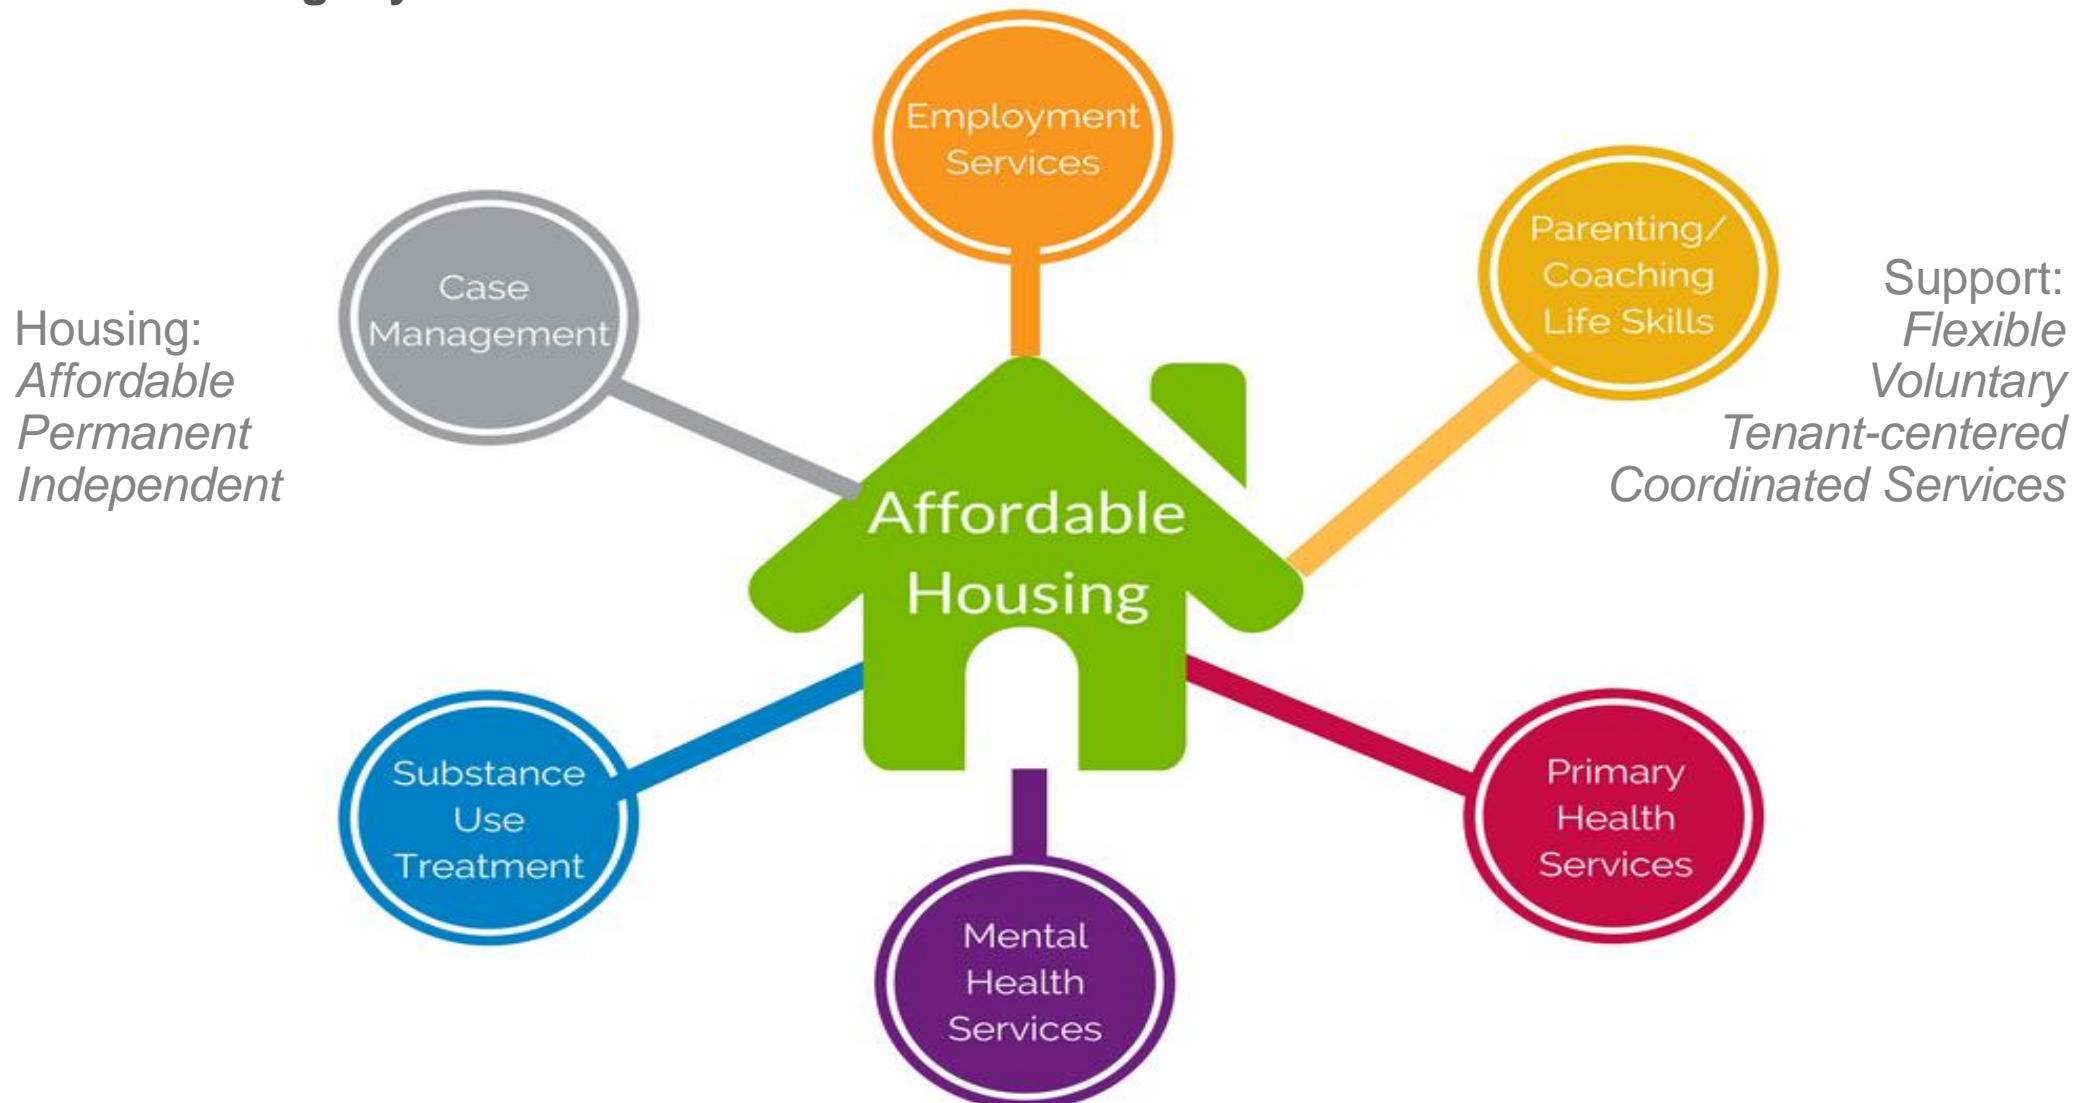 Employment
Services
Case
Management
Parenting/
Coaching
Life Skills
Housing:
Affordable
Permanent
Independent
Support:
Flexible
Voluntary
Tenant-centered
Coordinated Services
Affordable
Housing
Substance
Use
Treatment
Primary
Health
Services
Mental
Health
Services